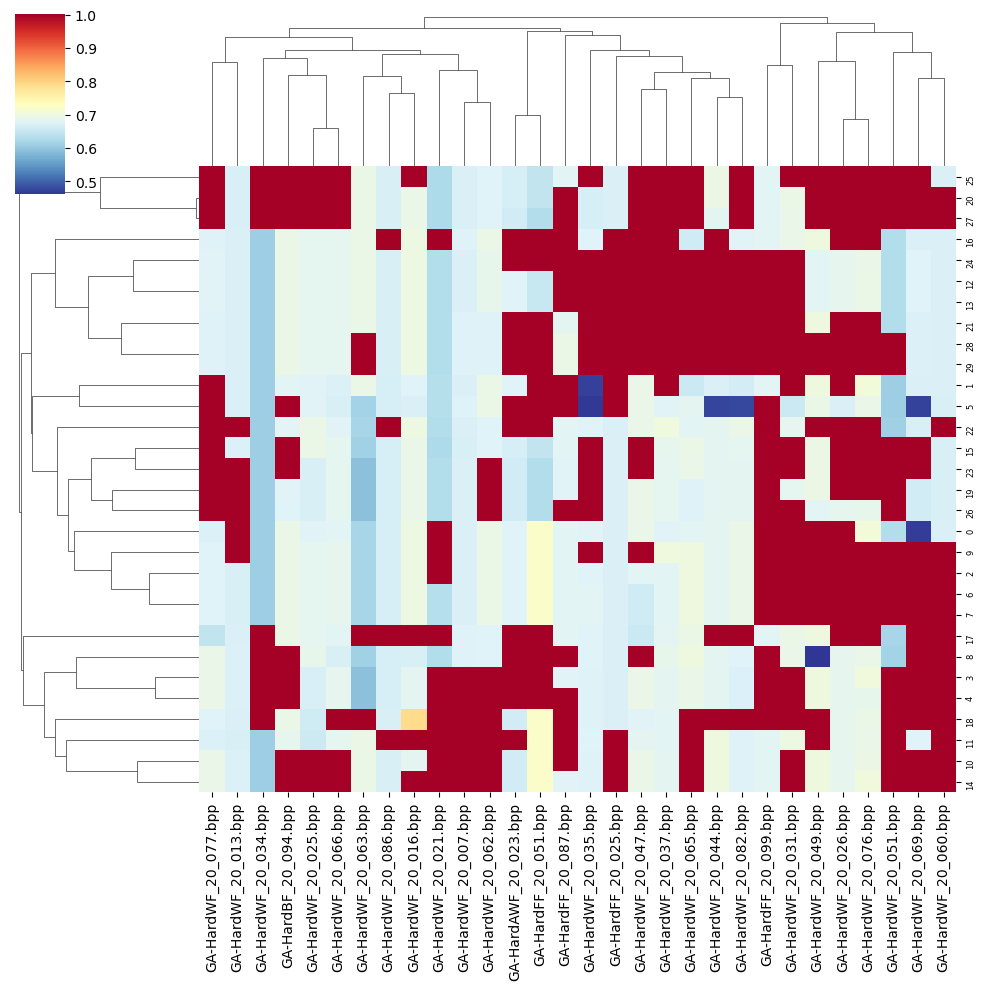 1.0
0.9
0.8
0.7
0.6
0.5
25
20
27
16
24
12
13
21
28
29
1
5
22
15
23
19
26
0
9
2
6
7
17
8
3
4
18
11
10
14
GA-HardWF_20_077.bpp
GA-HardWF_20_013.bpp
GA-HardWF_20_034.bpp
GA-HardBF_20_094.bpp
GA-HardWF_20_025.bpp
GA-HardWF_20_066.bpp
GA-HardWF_20_063.bpp
GA-HardWF_20_086.bpp
GA-HardWF_20_016.bpp
GA-HardWF_20_021.bpp
GA-HardWF_20_007.bpp
GA-HardWF_20_062.bpp
GA-HardAWF_20_023.bpp
GA-HardFF_20_051.bpp
GA-HardFF_20_087.bpp
GA-HardWF_20_035.bpp
GA-HardFF_20_025.bpp
GA-HardWF_20_047.bpp
GA-HardWF_20_037.bpp
GA-HardWF_20_065.bpp
GA-HardWF_20_044.bpp
GA-HardWF_20_082.bpp
GA-HardFF_20_099.bpp
GA-HardWF_20_031.bpp
GA-HardWF_20_049.bpp
GA-HardWF_20_026.bpp
GA-HardWF_20_076.bpp
GA-HardWF_20_051.bpp
GA-HardWF_20_069.bpp
GA-HardWF_20_060.bpp